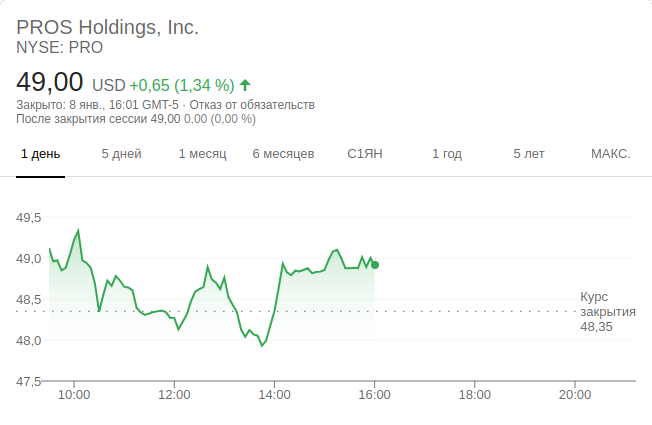 PROS Holdings, Inc.
NYSE: PRO
49,00 USD +0,65 (1,34 %)
Закрыто: 8 янв., 16:01 GMT-5 · Отказ от обязательств
После закрытия сессии 49,00 0,00 (0,00 %)
1 день 5 дней 1 месяц 6 месяцев С1ЯН 1 год 5 лет МАКС.
49,5
49,0
48,5
Курс
закрытия
48,35
48,0
47,5
10:00 12:00 14:00 16:00 18:00 20:00